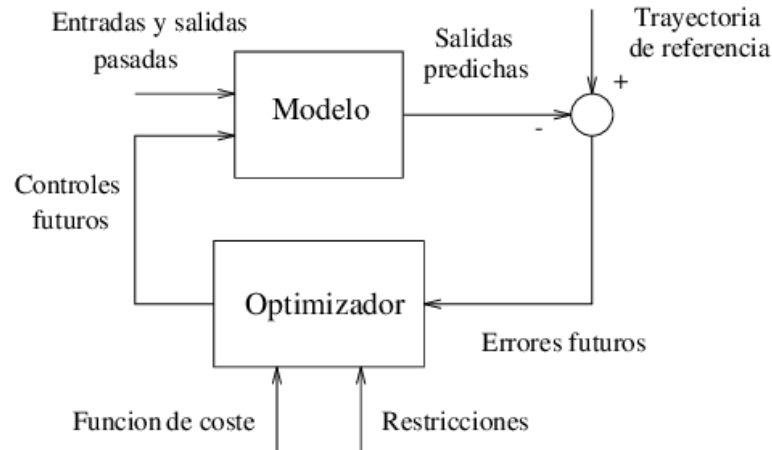 Entradas y salidas
pasadas
Modelo
Salidas
predichas
Trayectoria
de referencia
+
-
Controles
futuros
Optimizador
Errores futuros
Funcion de coste
Restricciones